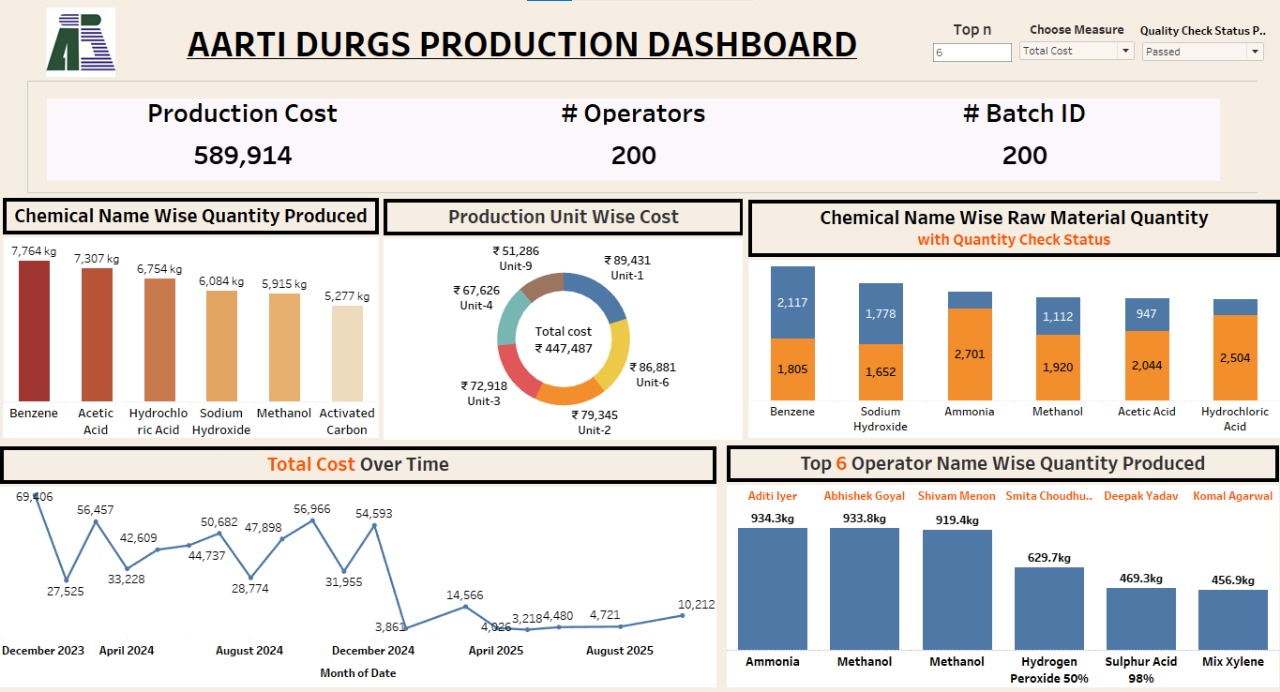 AARTI DURGS PRODUCTION DASHBOARD
Top n
6
Choose Measure
Total Cost
Quality Check Status P..
Passed
Production Cost
589,914
# Operators
200
# Batch ID
200
Chemical Name Wise Quantity Produced
7,764 kg
7,307 kg
6,754 kg
6,084 kg
5,915 kg
5,277 kg
Benzene
Acetic
Acid
Hydrochlo
ric Acid
Sodium
Hydroxide
Methanol
Activated
Carbon
Production Unit Wise Cost
₹ 51,286
Unit-9
₹ 89,431
Unit-1
₹ 67,626
Unit-4
Total cost
₹ 447,487
₹ 86,881
Unit-6
₹ 72,918
Unit-3
₹ 79,345
Unit-2
Chemical Name Wise Raw Material Quantity
with Quantity Check Status
2,117
1,805
1,778
1,652
2,701
1,112
1,920
947
2,044
2,504
Benzene
Sodium
Hydroxide
Ammonia
Methanol
Acetic Acid
Hydrochloric
Acid
Total Cost Over Time
69,406
27,525
56,457
33,228
42,609
44,737
50,682
28,774
47,898
56,966
31,955
54,593
3,861
14,566
4,026
3,218
4,480
4,721
10,212
December 2023
April 2024
August 2024
December 2024
April 2025
August 2025
Month of Date
Top 6 Operator Name Wise Quantity Produced
Aditi Iyer
Abhishek Goyal
Shivam Menon
Smita Choudhu..
Deepak Yadav
Komal Agarwal
934.3kg
933.8kg
919.4kg
629.7kg
469.3kg
456.9kg
Ammonia
Methanol
Methanol
Hydrogen
Peroxide 50%
Sulphur Acid
98%
Mix Xylene